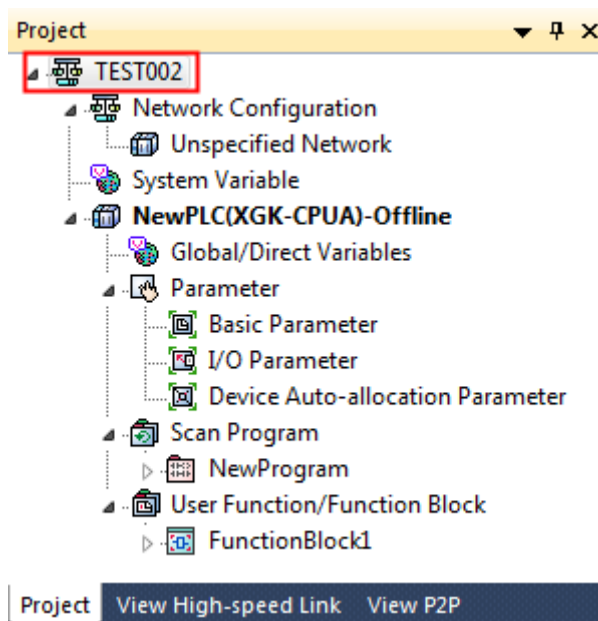 Project
TEST002
Network Configuration
Unspecified Network
System Variable
NewPLC(XGK-CPUA)-Offline
Global/Direct Variables
Parameter
Basic Parameter
I/O Parameter
Device Auto-allocation Parameter
Scan Program
NewProgram
User Function/Function Block
FunctionBlock1
Project View High-speed Link View P2P